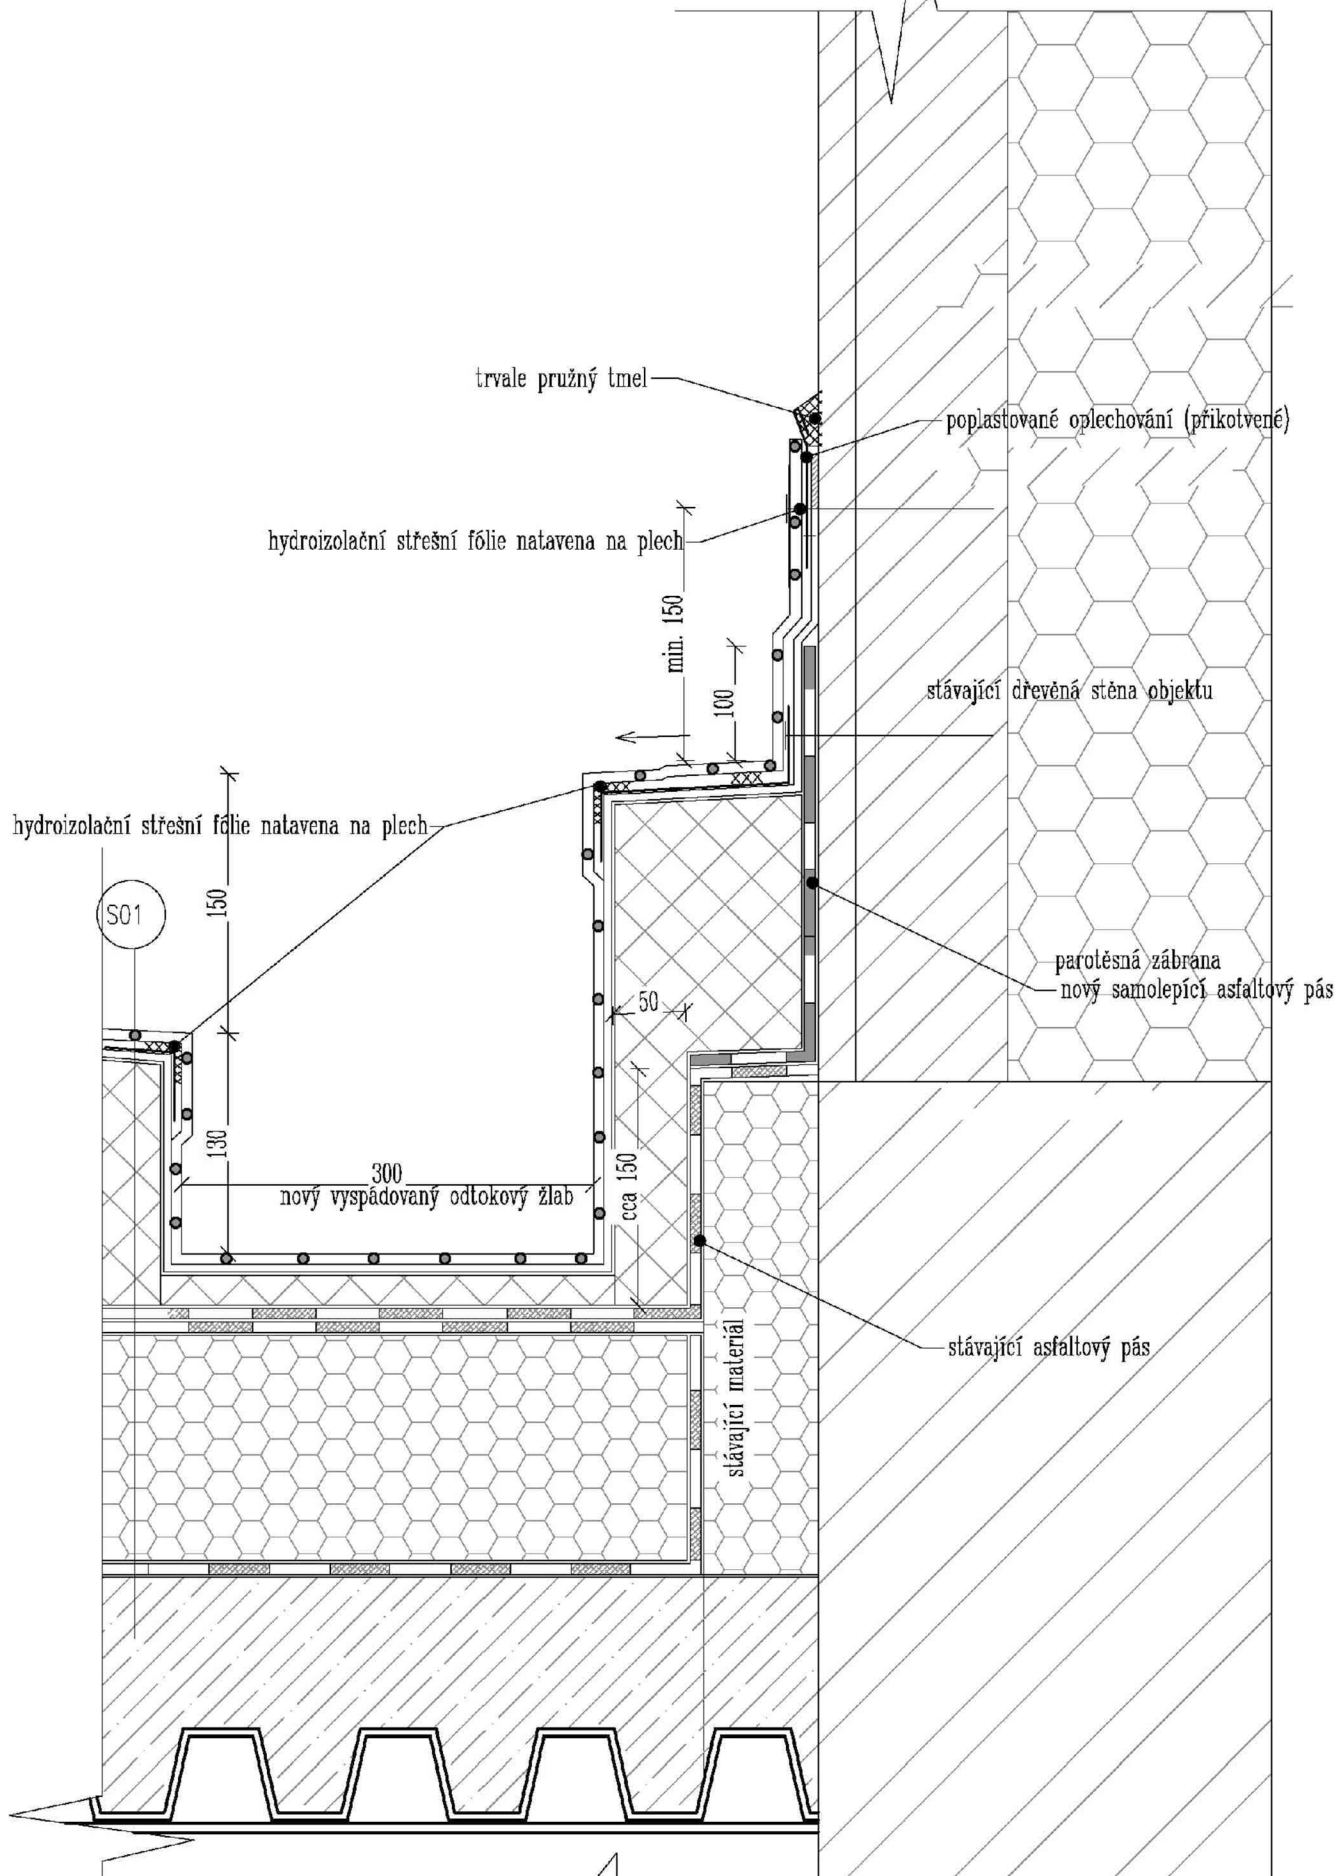 trvale pružný tmel
poplastované oplechování (přikotvené)
hydroizolační střešní fólie natavena na plech
min. 150
100
stávající dřevěná stěna objektu
hydroizolační střešní fólie natavena na plech
150
S01
parotěsná zábrana
nový samolepící asfaltový pás
50
130
300
nový vyspádovaný odtokový žlab
cca 150
stávající asfaltový pás
stávající materiál